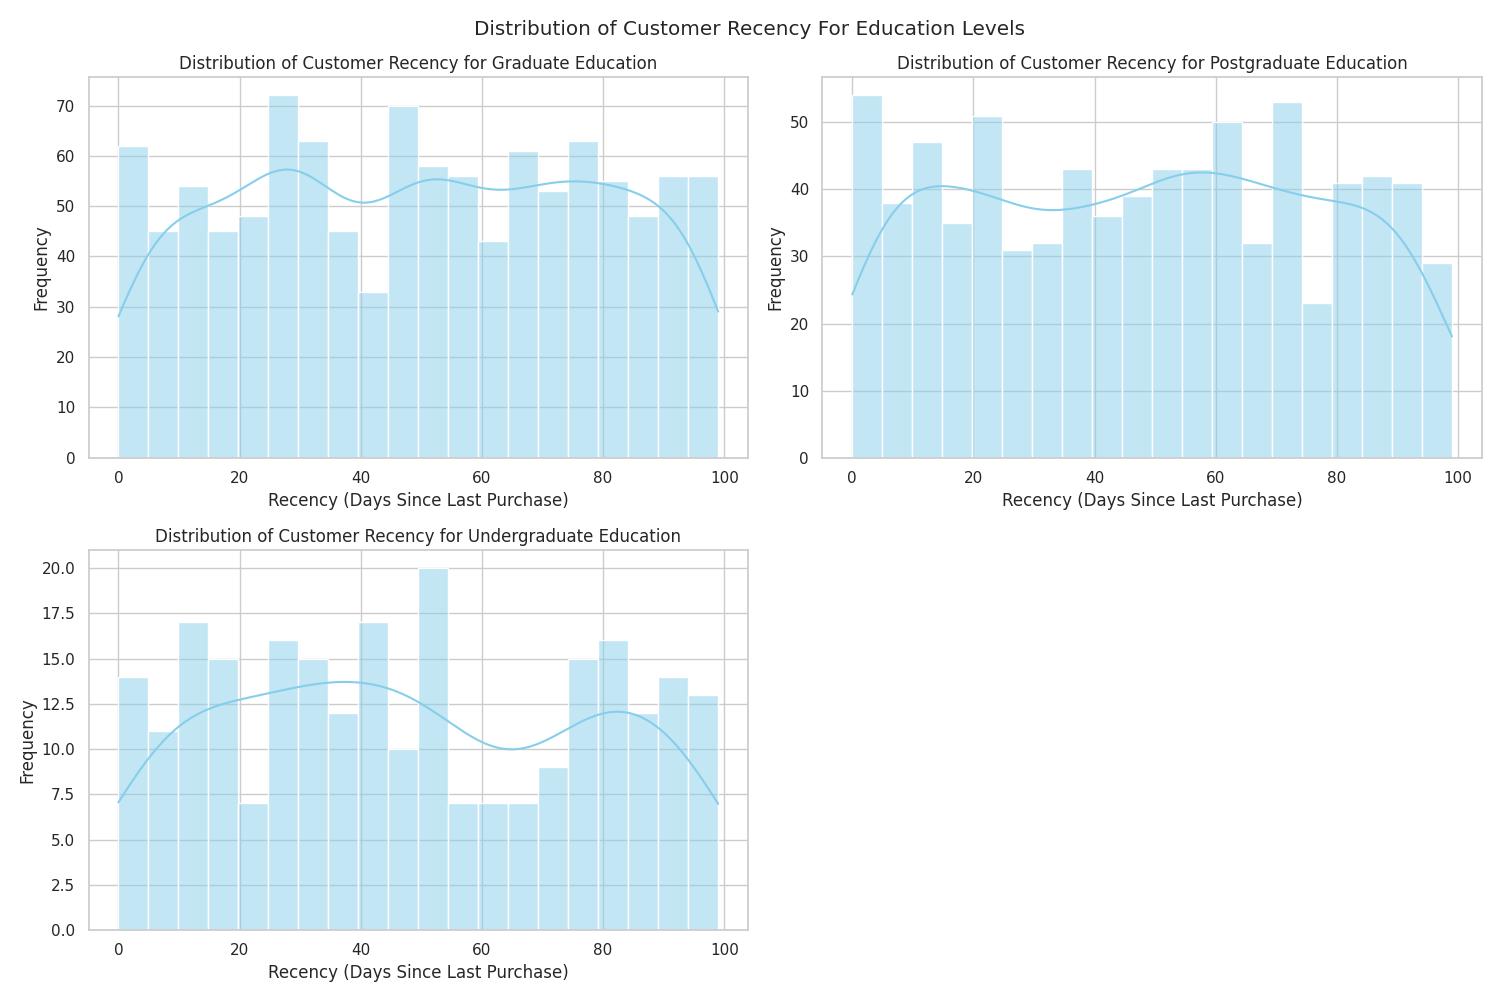 Distribution of Customer Recency For Education Levels
Distribution of Customer Recency for Graduate Education
70
60
50
40
30
20
10
0
Frequency
0 20 40 60 80 100
Recency (Days Since Last Purchase)
Distribution of Customer Recency for Postgraduate Education
50
40
30
20
10
0
Frequency
0 20 40 60 80 100
Recency (Days Since Last Purchase)
Distribution of Customer Recency for Undergraduate Education
20.0
17.5
15.0
12.5
10.0
7.5
5.0
2.5
0.0
Frequency
0 20 40 60 80 100
Recency (Days Since Last Purchase)